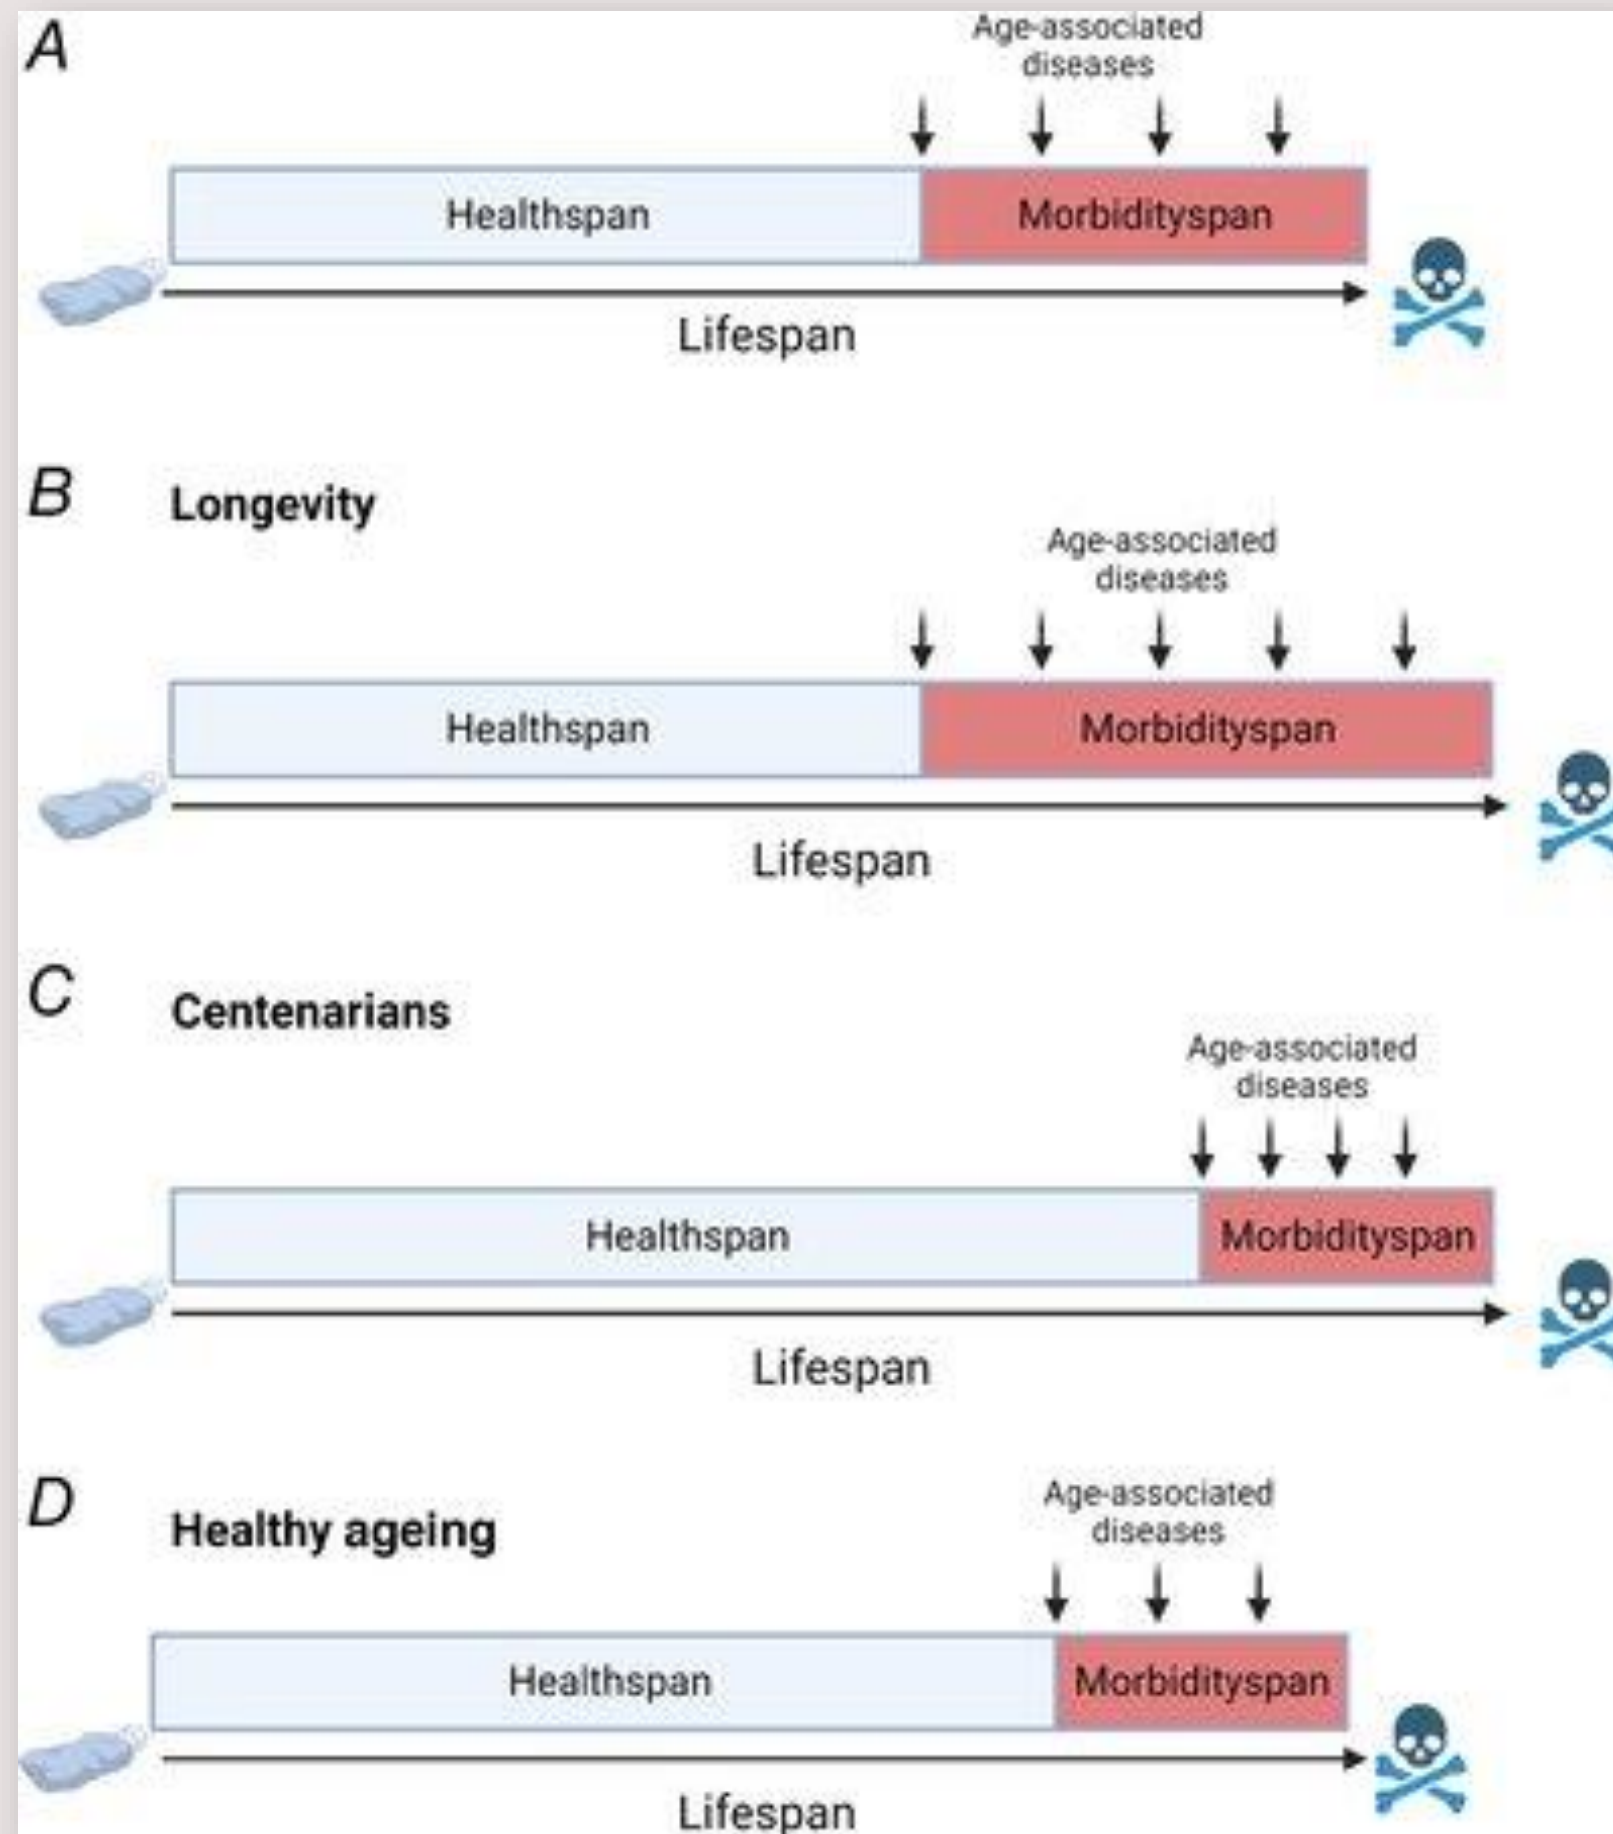 A
Age-associated
diseases
Healthspan
Morbidityspan
Lifespan
B
Longevity
Age-associated
diseases
Healthspan
Morbidityspan
Lifespan
C
Centenarians
Age-associated
diseases
Healthspan
Morbidityspan
Lifespan
D
Healthy ageing
Age-associated
diseases
Healthspan
Morbidityspan
Lifespan